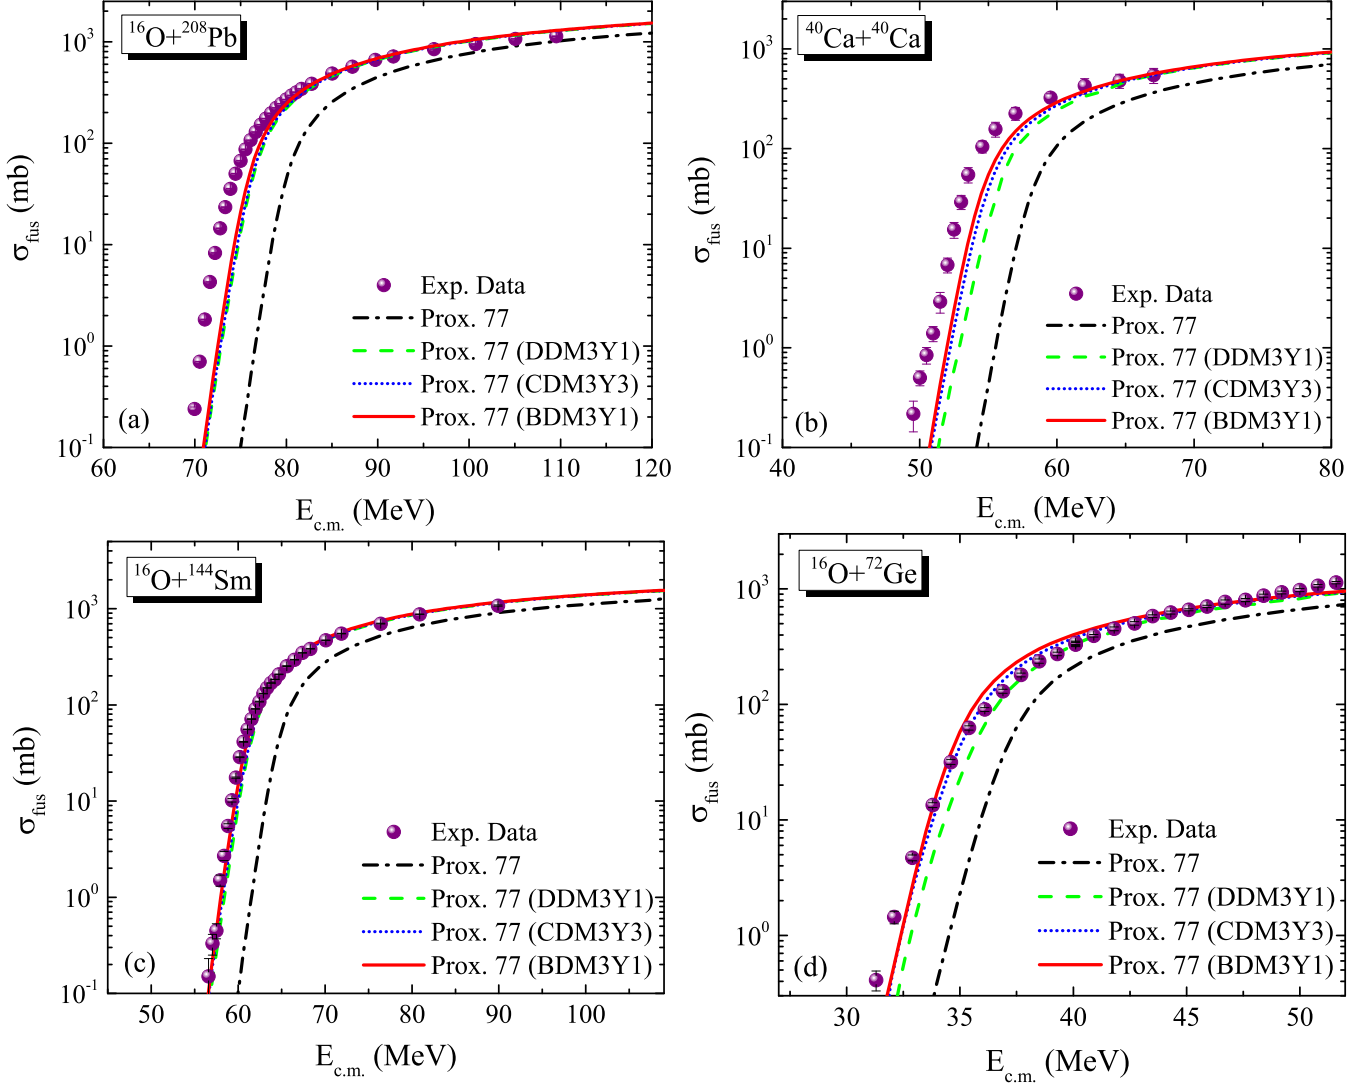 ¹⁶O+²⁰⁸Pb
10³
10²
10¹
10⁰
10⁻¹
σfus (mb)
Exp. Data
Prox. 77
Prox. 77 (DDM3Y1)
Prox. 77 (CDM3Y3)
Prox. 77 (BDM3Y1)
(a)
60 70 80 90 100 110 120
Ec.m. (MeV)
⁴⁰Ca+⁴⁰Ca
10³
10²
10¹
10⁰
10⁻¹
σfus (mb)
Exp. Data
Prox. 77
Prox. 77 (DDM3Y1)
Prox. 77 (CDM3Y3)
Prox. 77 (BDM3Y1)
(b)
40 50 60 70 80
Ec.m. (MeV)
¹⁶O+¹⁴⁴Sm
10³
10²
10¹
10⁰
10⁻¹
σfus (mb)
Exp. Data
Prox. 77
Prox. 77 (DDM3Y1)
Prox. 77 (CDM3Y3)
Prox. 77 (BDM3Y1)
(c)
50 60 70 80 90 100
Ec.m. (MeV)
¹⁶O+⁷²Ge
10³
10²
10¹
10⁰
σfus (mb)
Exp. Data
Prox. 77
Prox. 77 (DDM3Y1)
Prox. 77 (CDM3Y3)
Prox. 77 (BDM3Y1)
(d)
30 35 40 45 50
Ec.m. (MeV)